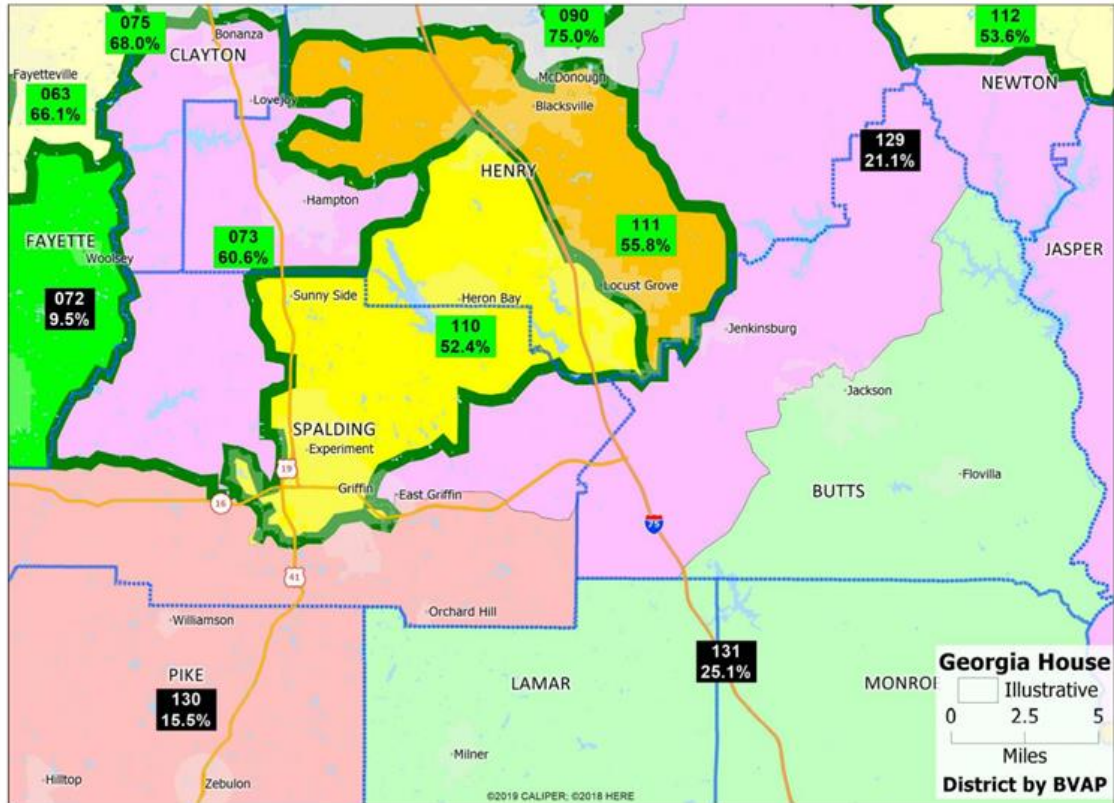 075
68.0%
Bonanza
CLAYTON
090
75.0%
112
53.6%
Fayetteville
063
66.1%
McDonough
NEWTON
Lovejoy
Blacksville
129
21.1%
HENRY
Hampton
FAYETTE
Woolsey
073
60.6%
111
55.8%
JASPER
072
9.5%
Sunny Side
Heron Bay
Locust Grove
110
52.4%
Jenkinsburg
Jackson
SPALDING
Experiment
19
Flovilla
Griffin
East Griffin
BUTTS
16
75
41
Williamson
Orchard Hill
PIKE
130
15.5%
LAMAR
131
25.1%
MONROE
Milner
Hilltop
Zebulon
Georgia House
Illustrative
0 2.5 5
Miles
District by BVAP
©2019 CALIPER; ©2018 HERE